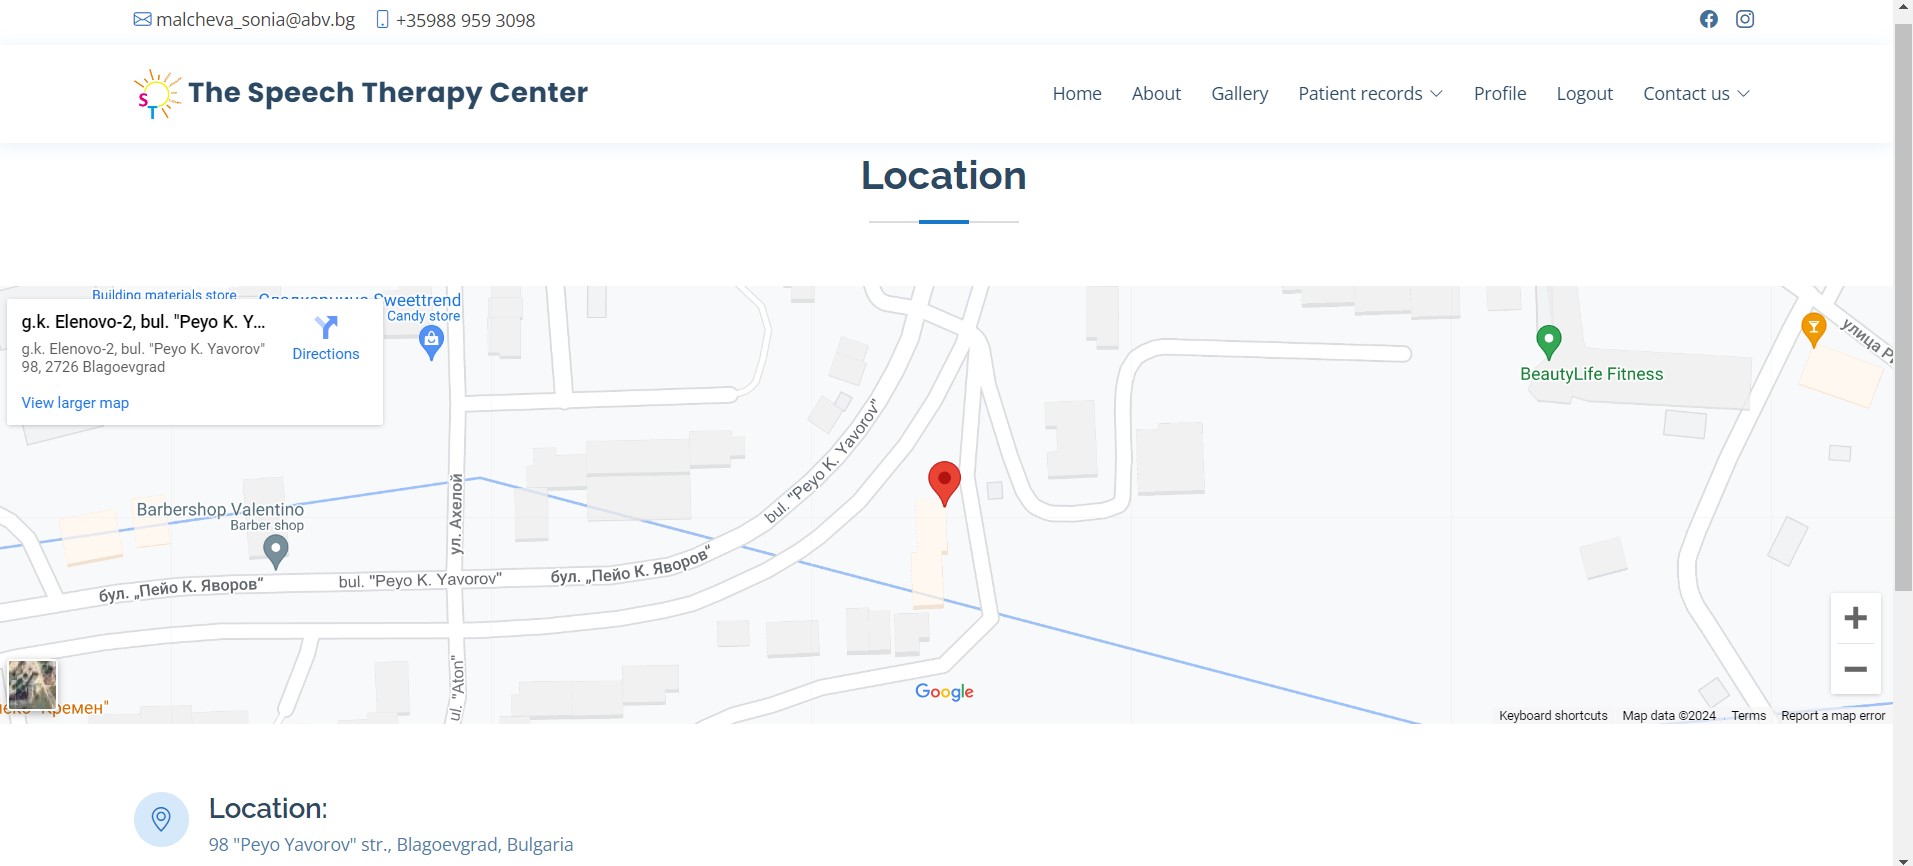 malcheva_sonia@abv.bg +35988 959 3098
ST The Speech Therapy Center
Home About Gallery Patient records Profile Logout Contact us
Location
Building materials store
Sweettrend
Candy store
g.k. Elenovo-2, bul. "Peyo K. Y...
g.k. Elenovo-2, bul. "Peyo K. Yavorov"
98, 2726 Blagoevgrad
Directions
View larger map
BeautyLife Fitness
улица
bul. "Peyo K. Yavorov"
Barbershop Valentino
Barber shop
ул. Ахелой
бул. „Пейо К. Яворов“
bul. "Peyo K. Yavorov"
бул. „Пейо К. Яворов“
ul. "Aton"
Google
Keyboard shortcuts Map data ©2024 Terms Report a map error
Location:
98 "Peyo Yavorov" str., Blagoevgrad, Bulgaria